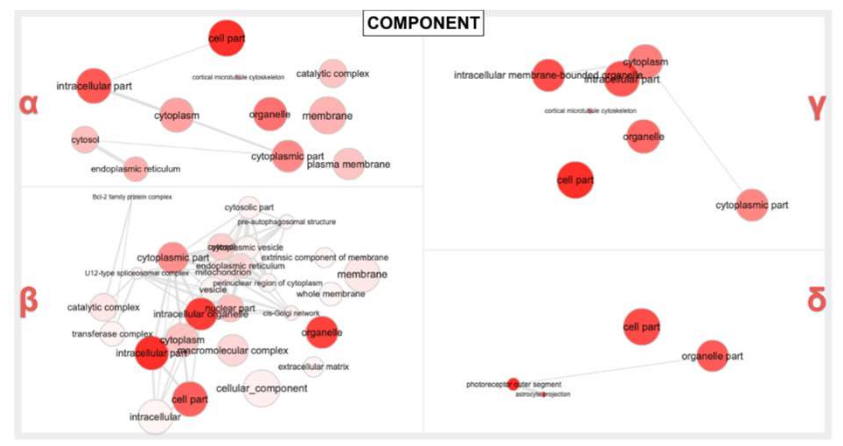 COMPONENT
α
cell part
cortical microtubule cytoskeleton
catalytic complex
intracellular part
cytoplasm
organelle
membrane
cytosol
cytoplasmic part
endoplasmic reticulum
plasma membrane
γ
cytoplasm
intracellular membrane-bounded organelle
intracellular part
cortical microtubule cytoskeleton
organelle
cell part
cytoplasmic part
β
Bcl-2 family protein complex
cytosolic part
pre-autophagosomal structure
cytoplasmic vesicle
cytoplasmic part
extrinsic component of membrane
endoplasmic reticulum
U12-type spliceosomal complex
mitochondrion
membrane
perinuclear region of cytoplasm
vesicle
whole membrane
catalytic complex
nuclear part
intracellular organelle
cis-Golgi network
transferase complex
organelle
cytoplasm
intracellular part
macromolecular complex
extracellular matrix
cellular_component
cell part
intracellular
δ
cell part
organelle part
photoreceptor outer segment
astrocyte projection